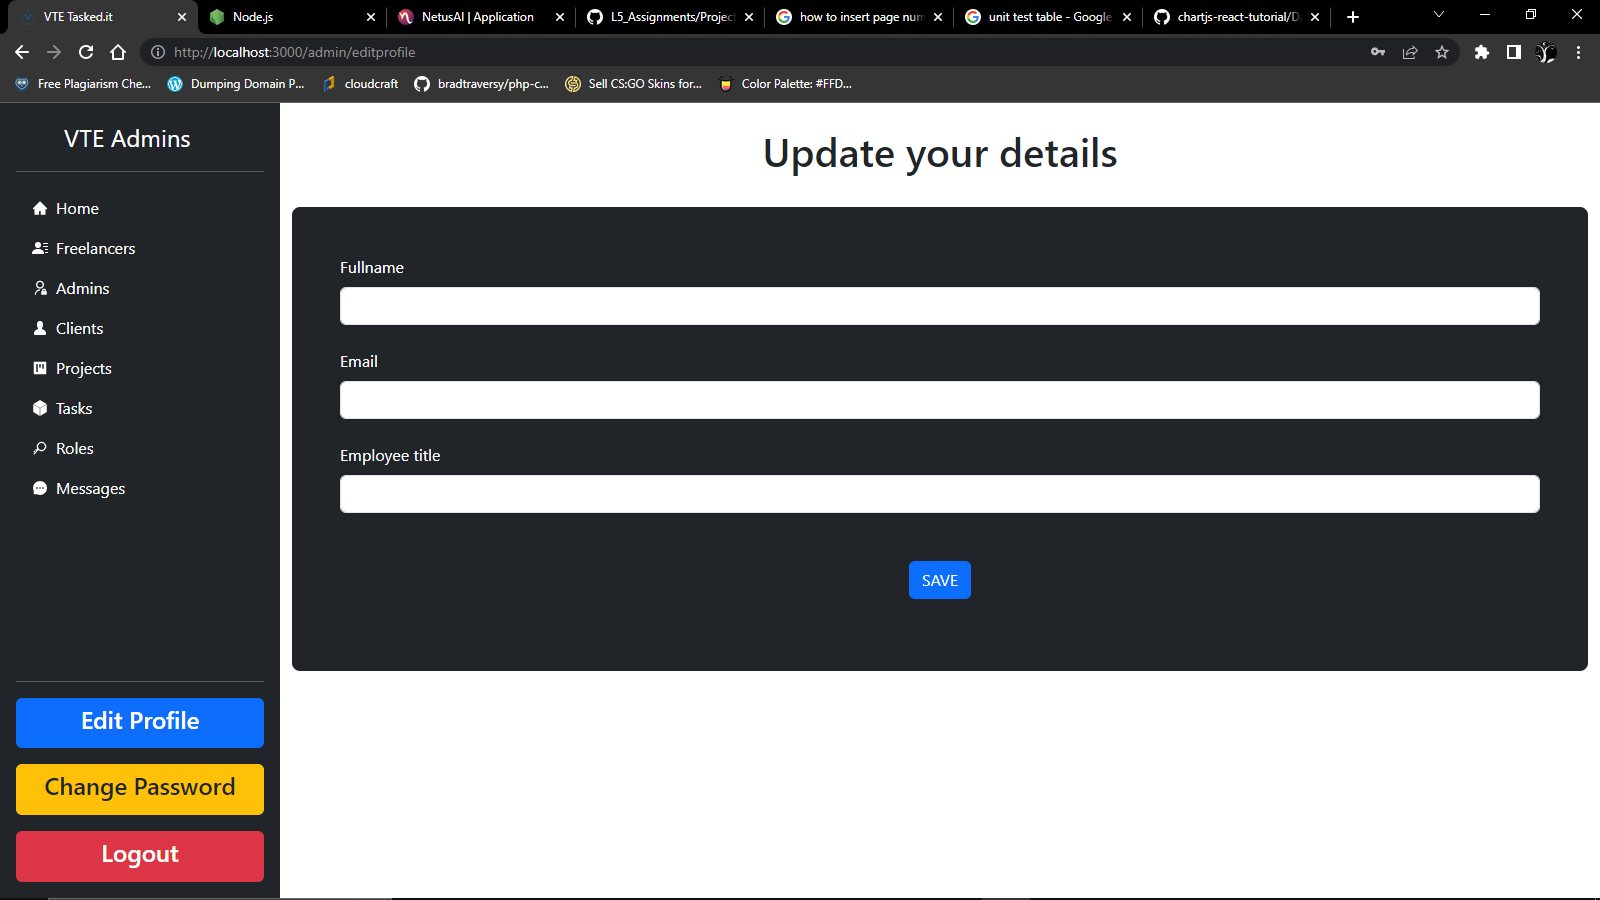 VTE Tasked.it
Node.js
NetusAI | Application
L5_Assignments/Project
how to insert page num
unit test table - Google
chartjs-react-tutorial/D
http://localhost:3000/admin/editprofile
Free Plagiarism Che...
Dumping Domain P...
cloudcraft
bradtraversy/php-c...
Sell CS:GO Skins for...
Color Palette: #FFD...
VTE Admins
Home
Freelancers
Admins
Clients
Projects
Tasks
Roles
Messages
Edit Profile
Change Password
Logout
Update your details
Fullname
Email
Employee title
SAVE